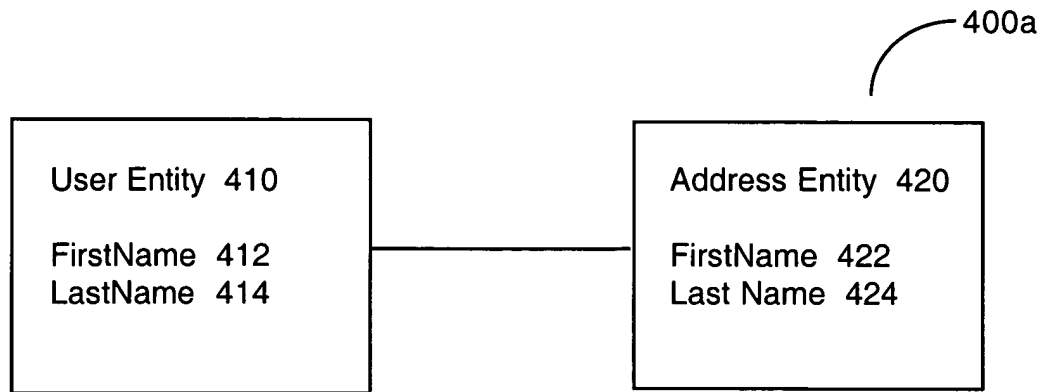 400a
User Entity 410
FirstName 412
LastName 414
Address Entity 420
FirstName 422
Last Name 424